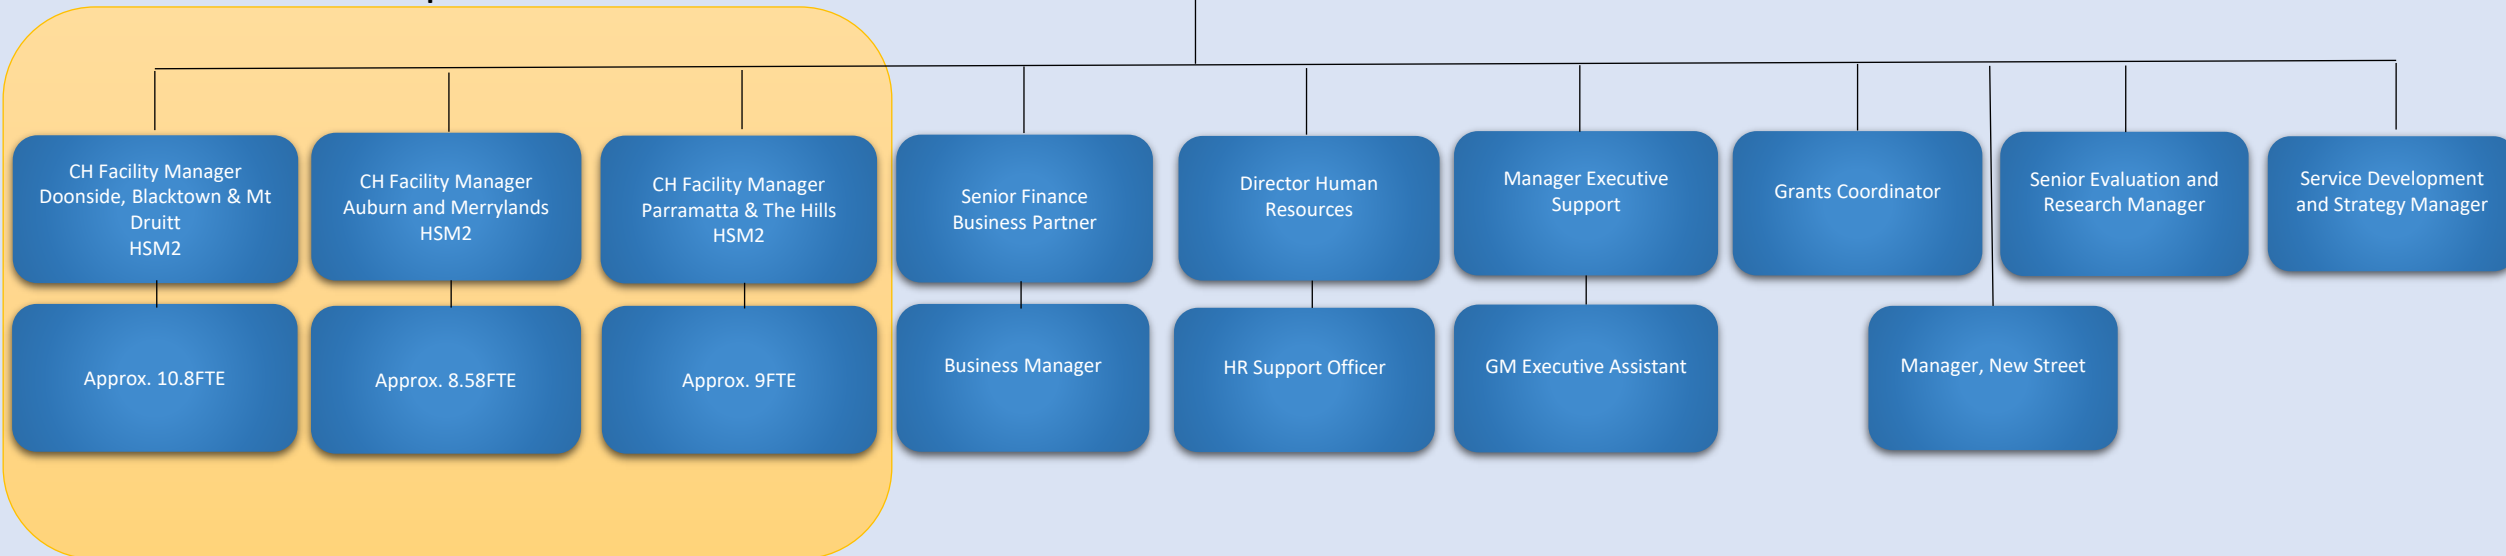 CH Facility Manager
Doonside, Blacktown & Mt
Druitt
HSM2
CH Facility Manager
Auburn and Merrylands
HSM2
CH Facility Manager
Parramatta & The Hills
HSM2
Senior Finance
Business Partner
Director Human
Resources
Manager Executive
Support
Grants Coordinator
Senior Evaluation and
Research Manager
Service Development
and Strategy Manager
Approx. 10.8FTE
Approx. 8.58FTE
Approx. 9FTE
Business Manager
HR Support Officer
GM Executive Assistant
Manager, New Street